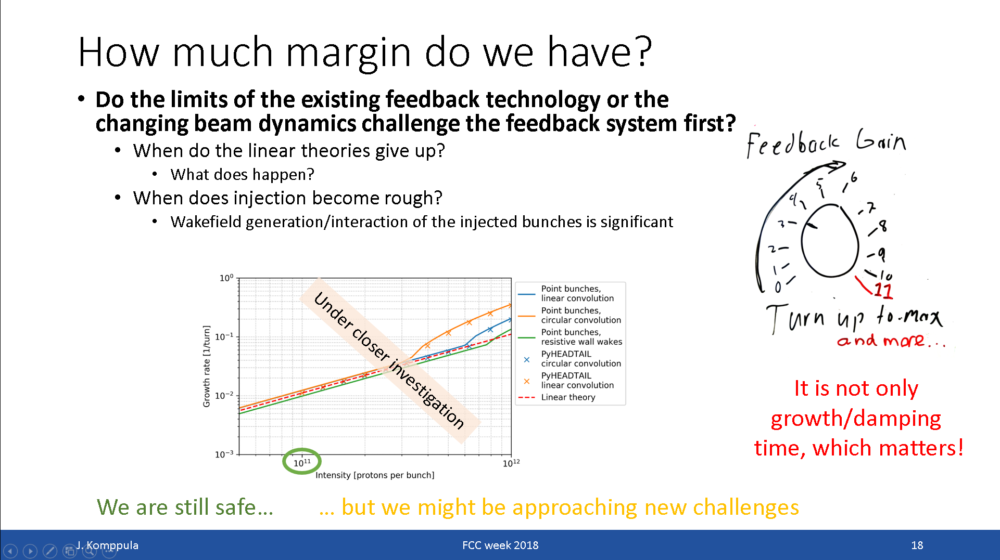 How much margin do we have?
• Do the limits of the existing feedback technology or the
changing beam dynamics challenge the feedback system first?
• When do the linear theories give up?
• What does happen?
• When does injection become rough?
• Wakefield generation/interaction of the injected bunches is significant
Feedback Gain
0
1
2
3
4
5
6
7
8
9
10
11
Turn up to max
and more...
10⁰
10⁻¹
10⁻²
10⁻³
Growth rate [1/turn]
10¹¹
10¹²
Intensity [protons per bunch]
Under closer investigation
Point bunches,
linear convolution
Point bunches,
circular convolution
Point bunches,
resistive wall wakes
PyHEADTAIL
circular convolution
PyHEADTAIL
linear convolution
Linear theory
It is not only
growth/damping
time, which matters!
We are still safe... ... but we might be approaching new challenges
J. Komppula
FCC week 2018
18